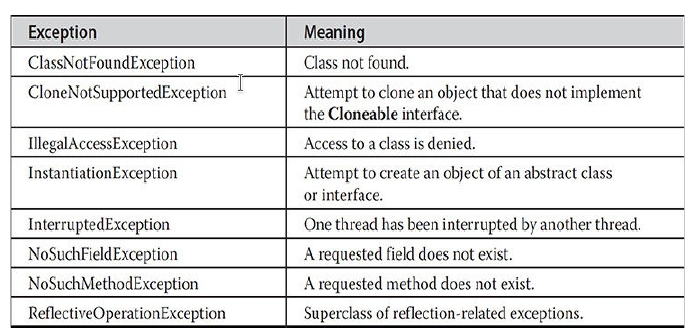 Exception Meaning
ClassNotFoundException Class not found.
CloneNotSupportedException Attempt to clone an object that does not implement
the Cloneable interface.
IllegalAccessException Access to a class is denied.
InstantiationException Attempt to create an object of an abstract class
or interface.
InterruptedException One thread has been interrupted by another thread.
NoSuchFieldException A requested field does not exist.
NoSuchMethodException A requested method does not exist.
ReflectiveOperationException Superclass of reflection-related exceptions.